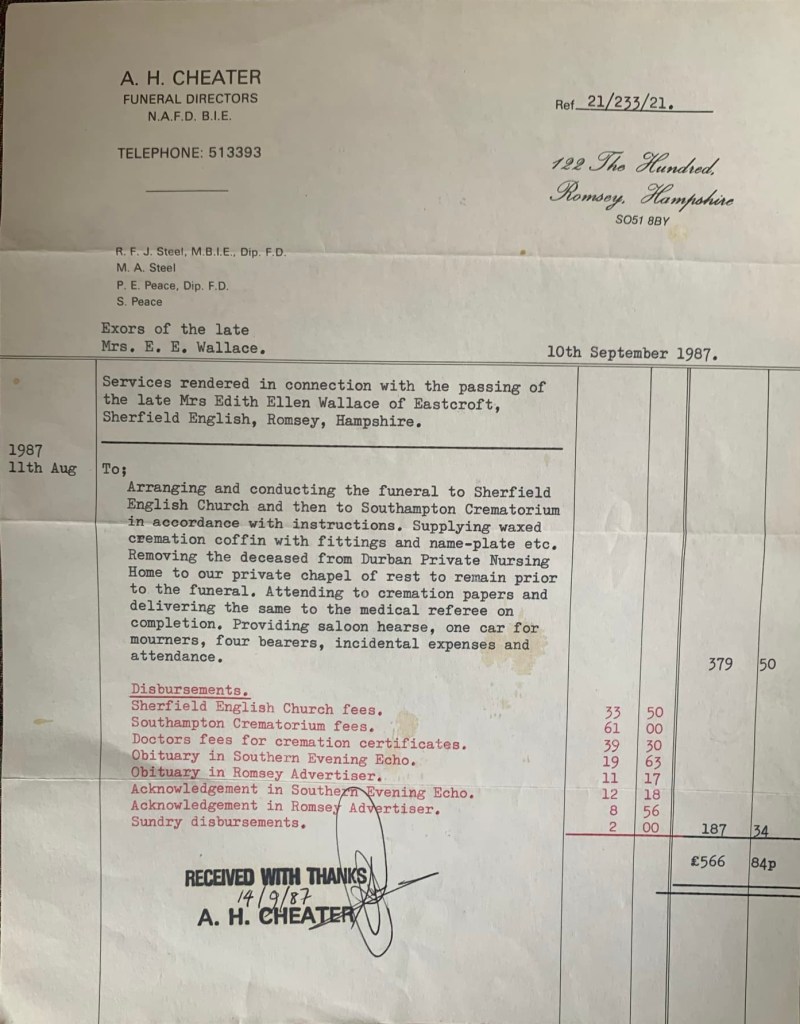 A. H. CHEATER
FUNERAL DIRECTORS
N.A.F.D. B.I.E.
TELEPHONE: 513393
Ref. 21/233/21.
122 The Hundred,
Romsey, Hampshire
SO51 8BY
R. F. J. Steel, M.B.I.E., Dip. F.D.
M. A. Steel
P. E. Peace, Dip. F.D.
S. Peace
Exors of the late
Mrs. E. E. Wallace.
10th September 1987.
Services rendered in connection with the passing of
the late Mrs Edith Ellen Wallace of Eastcroft,
Sherfield English, Romsey, Hampshire.
1987
11th Aug To;
Arranging and conducting the funeral to Sherfield
English Church and then to Southampton Crematorium
in accordance with instructions. Supplying waxed
cremation coffin with fittings and name-plate etc.
Removing the deceased from Durban Private Nursing
Home to our private chapel of rest to remain prior
to the funeral. Attending to cremation papers and
delivering the same to the medical referee on
completion. Providing saloon hearse, one car for
mourners, four bearers, incidental expenses and
attendance. 379 50
Disbursements.
Sherfield English Church fees. 33 50
Southampton Crematorium fees. 61 00
Doctors fees for cremation certificates. 39 30
Obituary in Southern Evening Echo. 19 63
Obituary in Romsey Advertiser. 11 17
Acknowledgement in Southern Evening Echo. 12 18
Acknowledgement in Romsey Advertiser. 8 56
Sundry disbursements. 2 00 187 34
£566 84p
RECEIVED WITH THANKS
14/9/87
A. H. CHEATER